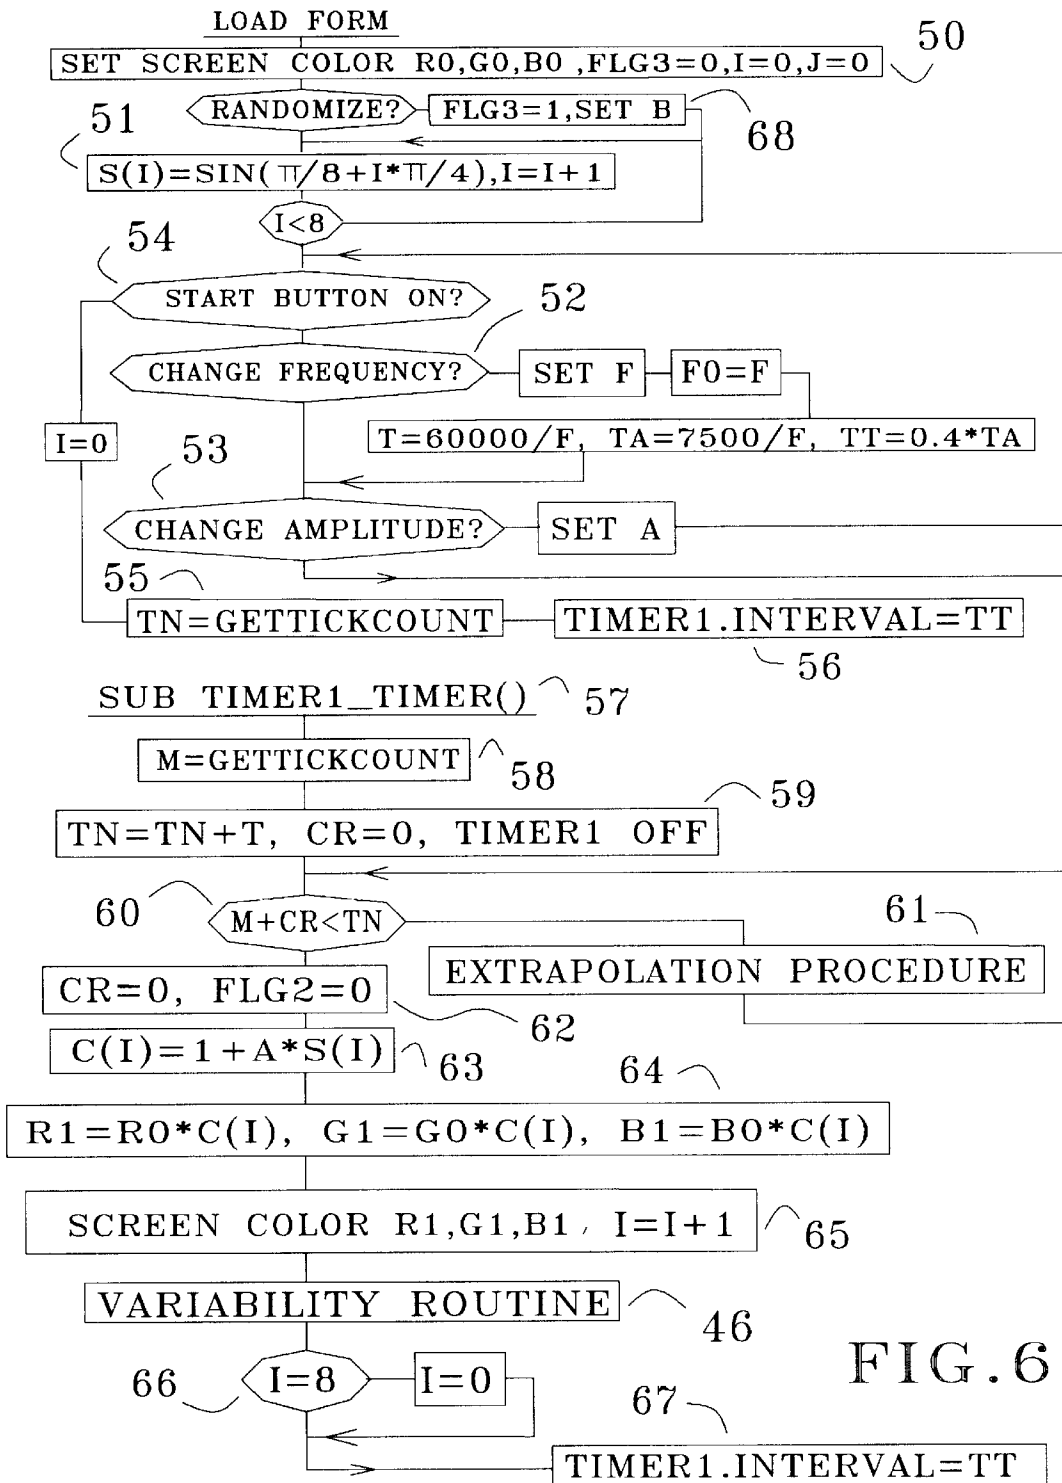 LOAD FORM
SET SCREEN COLOR R0,G0,B0 ,FLG3=0,I=0,J=0
50
RANDOMIZE?
FLG3=1,SET B
68
51
S(I)=SIN(π/8+I*π/4),I=I+1
I<8
54
START BUTTON ON?
52
CHANGE FREQUENCY?
SET F
F0=F
I=0
T=60000/F, TA=7500/F, TT=0.4*TA
53
CHANGE AMPLITUDE?
SET A
55
TN=GETTICKCOUNT
TIMER1.INTERVAL=TT
56
SUB TIMER1_TIMER()
57
M=GETTICKCOUNT
58
59
TN=TN+T, CR=0, TIMER1 OFF
60
M+CR<TN
61
EXTRAPOLATION PROCEDURE
CR=0, FLG2=0
62
C(I)=1+A*S(I)
63
64
R1=R0*C(I), G1=G0*C(I), B1=B0*C(I)
SCREEN COLOR R1,G1,B1, I=I+1
65
VARIABILITY ROUTINE
46
FIG.6
66
I=8
I=0
67
TIMER1.INTERVAL=TT